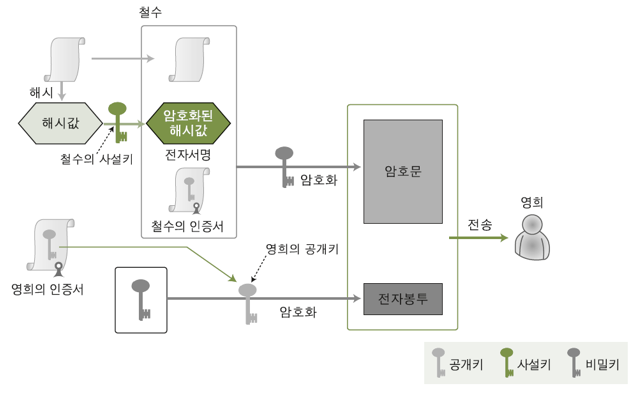 철수
해시
해시값
암호화된
해시값
철수의 사설키
전자서명
철수의 인증서
암호화
암호문
영희
전송
영희의 공개키
영희의 인증서
암호화
전자봉투
공개키
사설키
비밀키